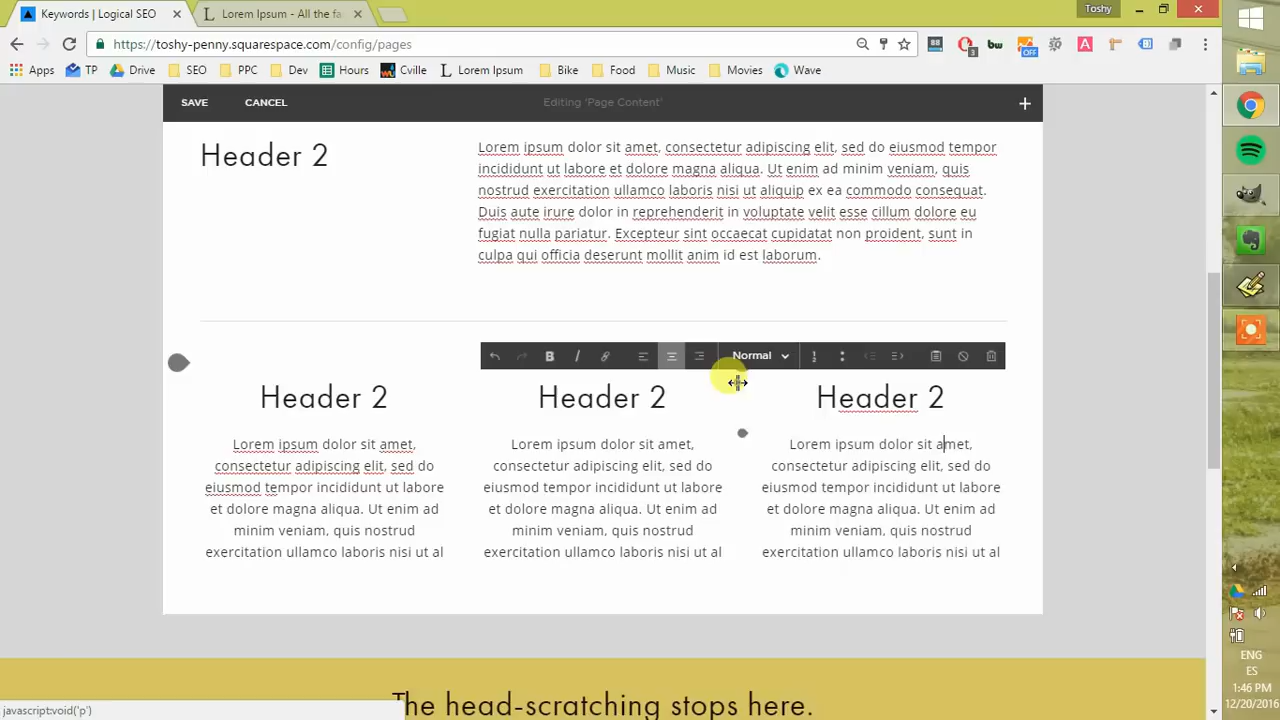 Keywords | Logical SEO
Lorem Ipsum - All the fa
Toshy
https://toshy-penny.squarespace.com/config/pages
3
OFF
bw
A
Apps
TP
Drive
SEO
PPC
Dev
Hours
Cville
L Lorem Ipsum
Bike
Food
Music
Movies
Wave
SAVE
CANCEL
Editing 'Page Content'
+
Header 2
Lorem ipsum dolor sit amet, consectetur adipiscing elit, sed do eiusmod tempor
incididunt ut labore et dolore magna aliqua. Ut enim ad minim veniam, quis
nostrud exercitation ullamco laboris nisi ut aliquip ex ea commodo consequat.
Duis aute irure dolor in reprehenderit in voluptate velit esse cillum dolore eu
fugiat nulla pariatur. Excepteur sint occaecat cupidatat non proident, sunt in
culpa qui officia deserunt mollit anim id est laborum.
B
I
Normal
Header 2
Lorem ipsum dolor sit amet,
consectetur adipiscing elit, sed do
eiusmod tempor incididunt ut labore
et dolore magna aliqua. Ut enim ad
minim veniam, quis nostrud
exercitation ullamco laboris nisi ut al
Header 2
Lorem ipsum dolor sit amet,
consectetur adipiscing elit, sed do
eiusmod tempor incididunt ut labore
et dolore magna aliqua. Ut enim ad
minim veniam, quis nostrud
exercitation ullamco laboris nisi ut al
Header 2
Lorem ipsum dolor sit amet,
consectetur adipiscing elit, sed do
eiusmod tempor incididunt ut labore
et dolore magna aliqua. Ut enim ad
minim veniam, quis nostrud
exercitation ullamco laboris nisi ut al
The head-scratching stops here.
javascript:void('p')
ENG
ES
1:46 PM
12/20/2016